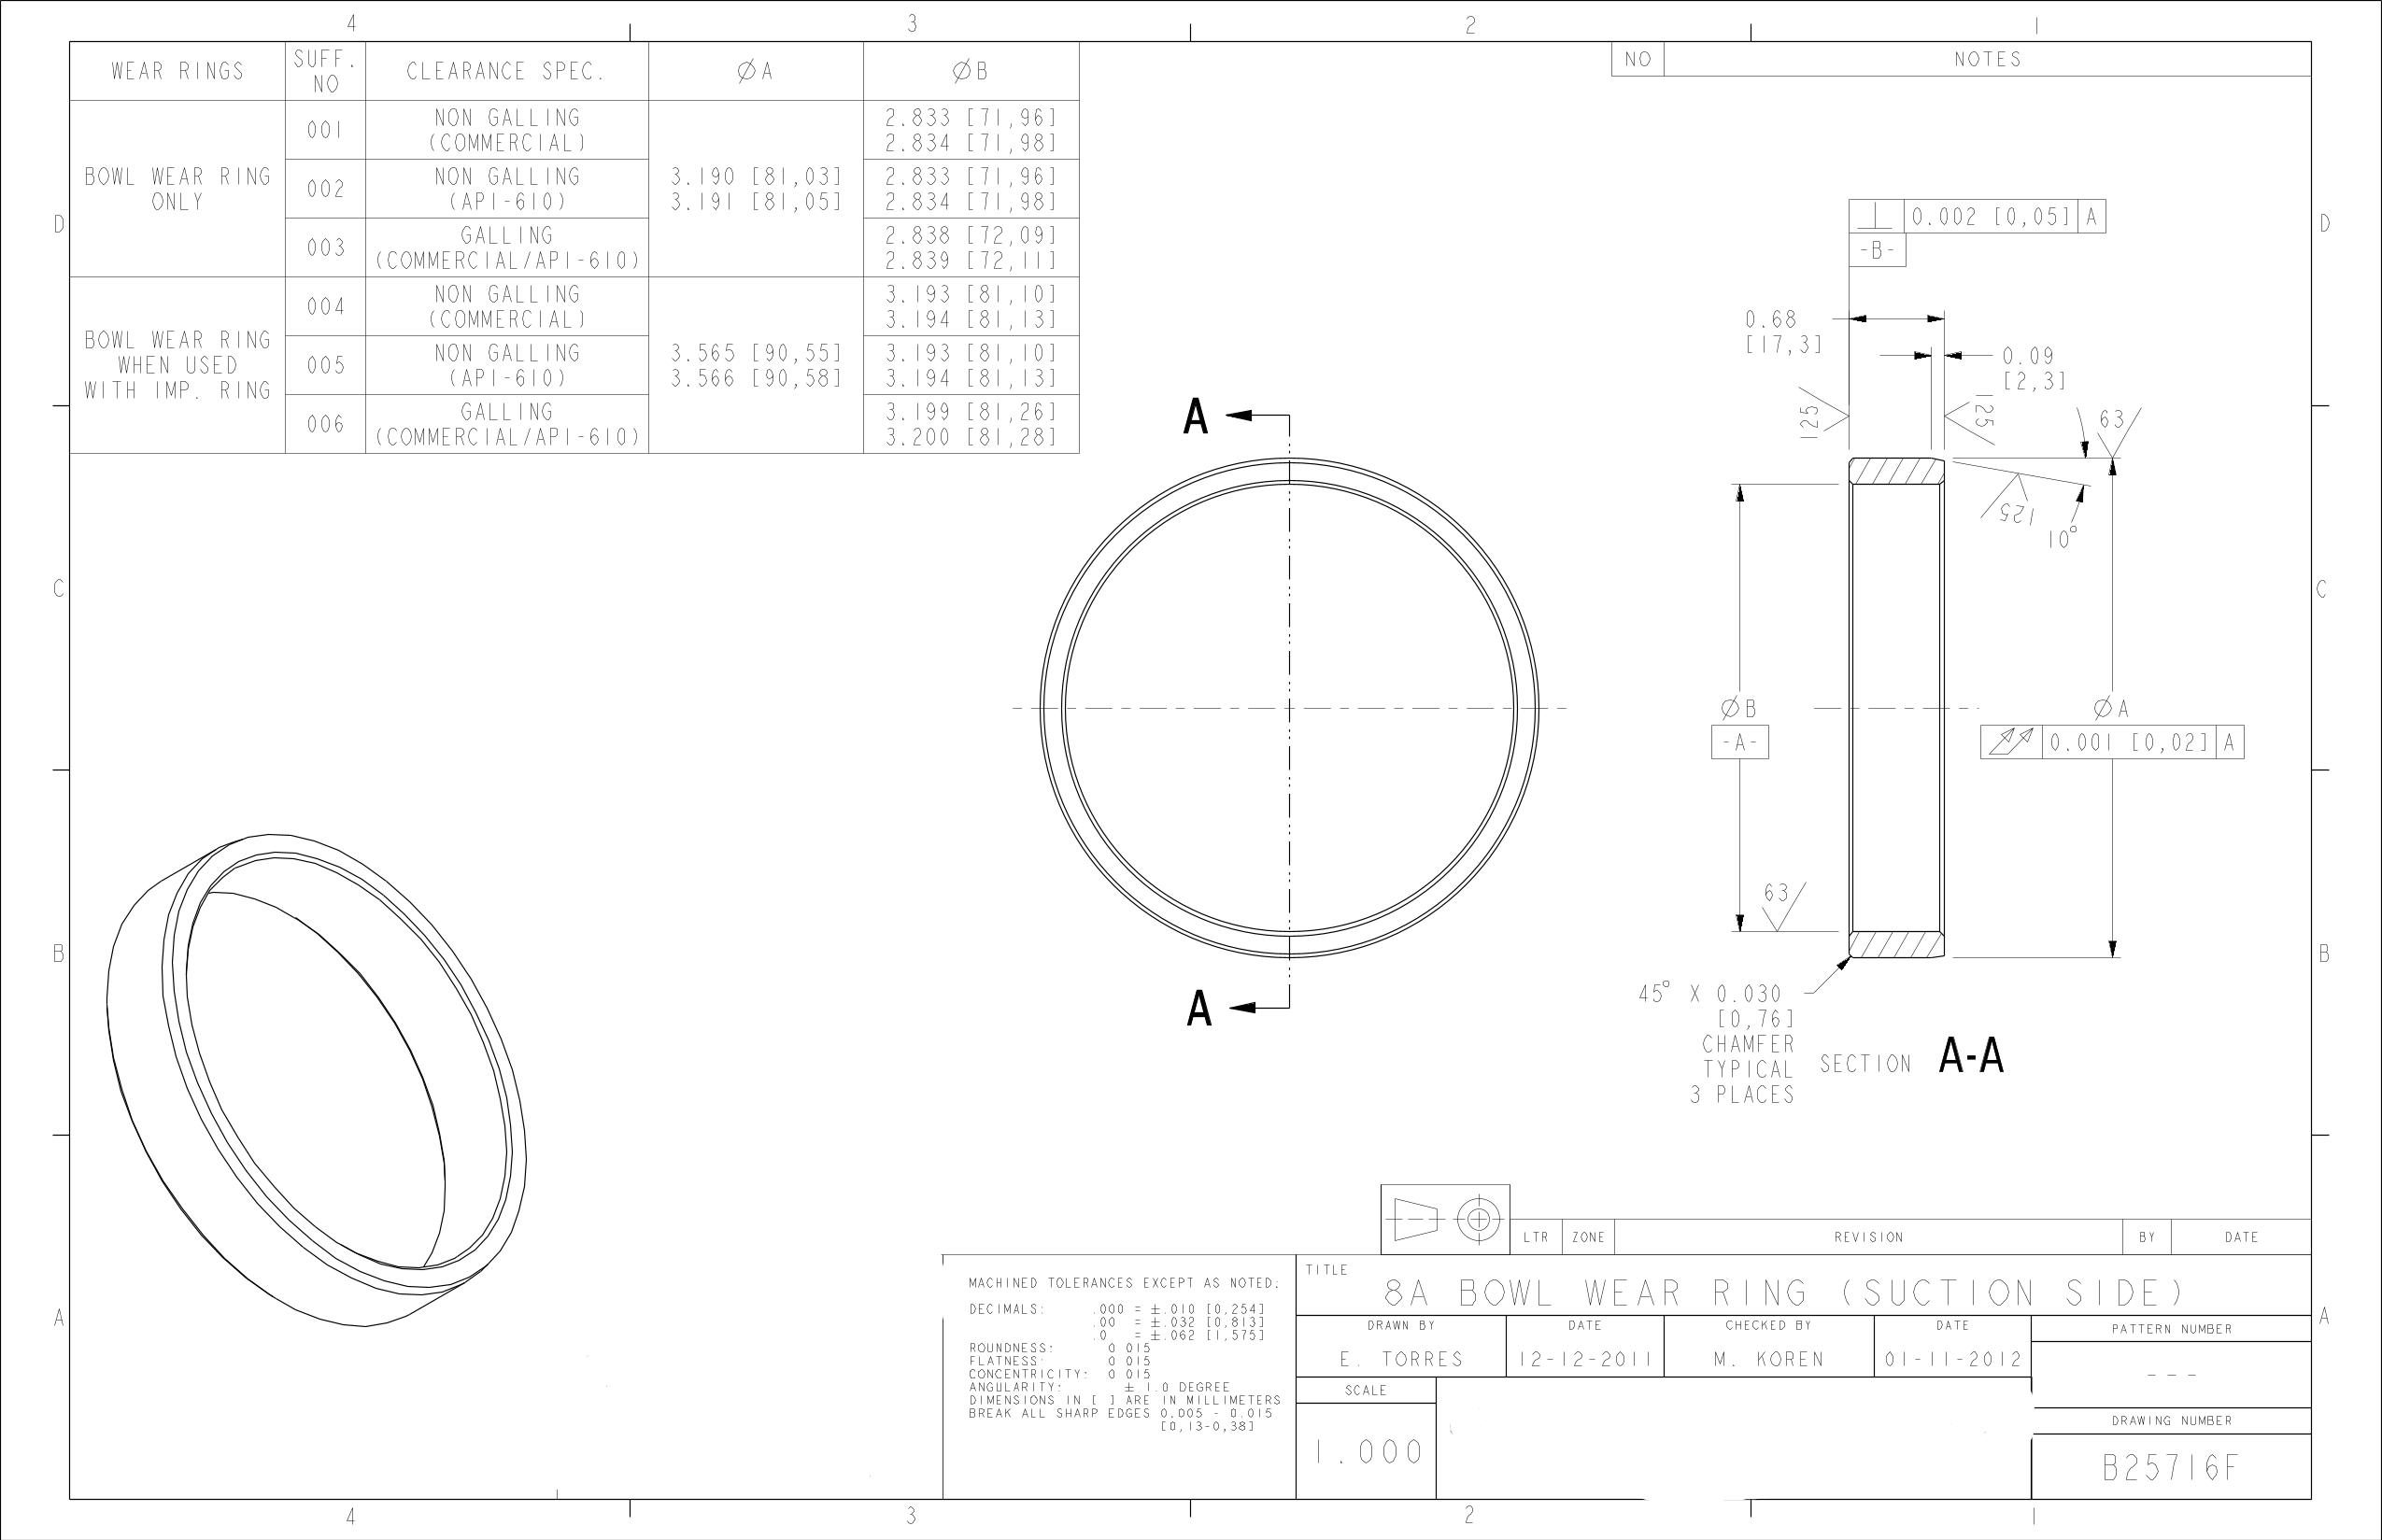 4 3 2 1
WEAR RINGS SUFF. NO CLEARANCE SPEC. ØA ØB
BOWL WEAR RING ONLY
001 NON GALLING (COMMERCIAL) 2.833 [71,96] 2.834 [71,98]
002 NON GALLING (API-610) 3.190 [81,03] 3.191 [81,05] 2.833 [71,96] 2.834 [71,98]
003 GALLING (COMMERCIAL/API-610) 2.838 [72,09] 2.839 [72,11]
BOWL WEAR RING WHEN USED WITH IMP. RING
004 NON GALLING (COMMERCIAL) 3.193 [81,10] 3.194 [81,13]
005 NON GALLING (API-610) 3.565 [90,55] 3.566 [90,58] 3.193 [81,10] 3.194 [81,13]
006 GALLING (COMMERCIAL/API-610) 3.199 [81,26] 3.200 [81,28]
NO NOTES
D D
C C
B B
A A
⊥ 0.002 [0,05] A
-B-
0.68
[17,3]
0.09
[2,3]
125
125
63
125
10°
A
A
ØB
-A-
ØA
0.001 [0,02] A
63
45° X 0.030
[0,76]
CHAMFER
TYPICAL
3 PLACES
SECTION A-A
LTR ZONE REVISION BY DATE
MACHINED TOLERANCES EXCEPT AS NOTED:
DECIMALS: .000 = ±.010 [0,254]
.00 = ±.032 [0,813]
.0 = ±.062 [1,575]
ROUNDNESS: 0 015
FLATNESS: 0 015
CONCENTRICITY: 0 015
ANGULARITY: ± 1.0 DEGREE
DIMENSIONS IN [ ] ARE IN MILLIMETERS
BREAK ALL SHARP EDGES 0.005 - 0.015
[0,13-0,38]
TITLE
8A BOWL WEAR RING (SUCTION SIDE)
DRAWN BY DATE CHECKED BY DATE PATTERN NUMBER
E. TORRES 12-12-2011 M. KOREN 01-11-2012 ---
SCALE
1.000
DRAWING NUMBER
B25716F
4 3 2 1